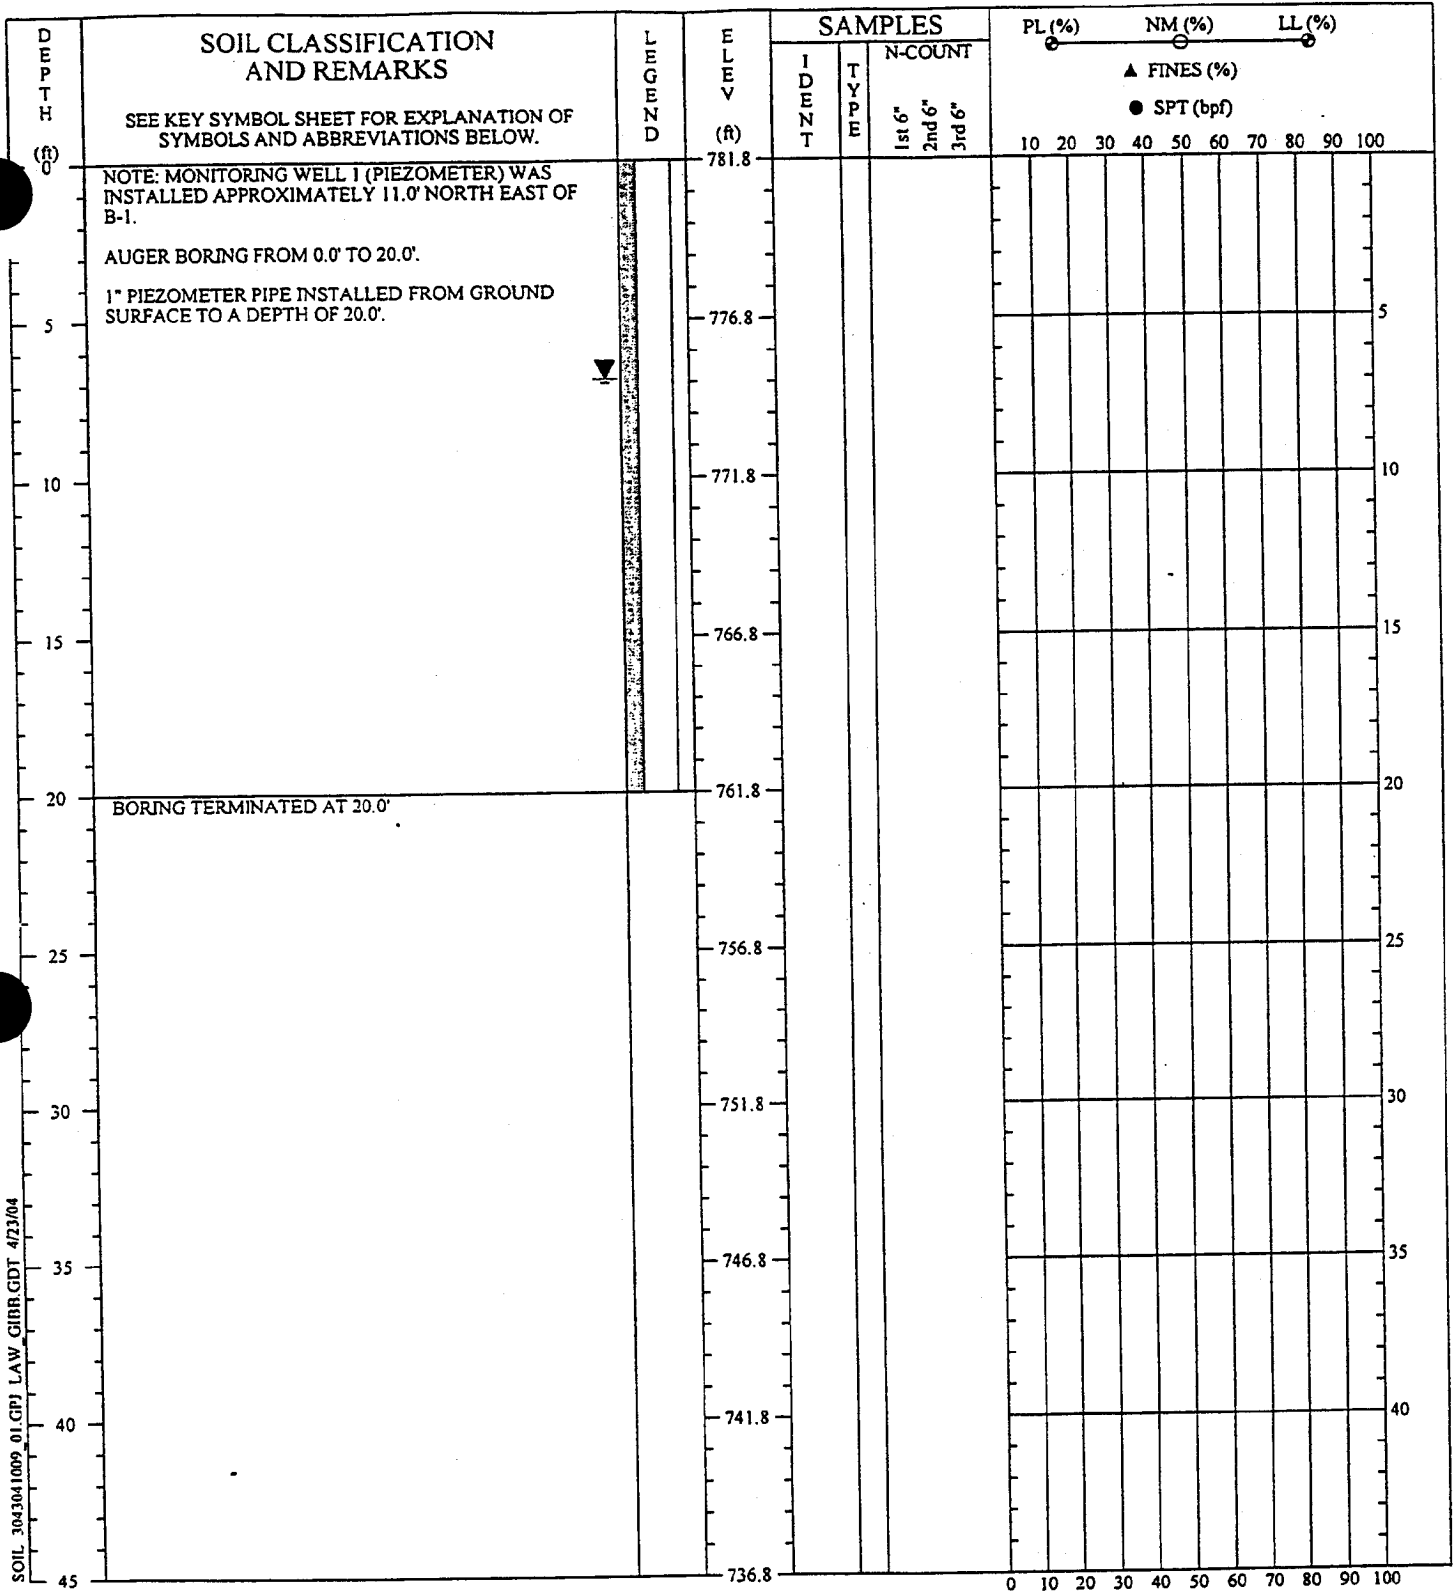 DEPTH
(ft)
SOIL CLASSIFICATION
AND REMARKS
SEE KEY SYMBOL SHEET FOR EXPLANATION OF
SYMBOLS AND ABBREVIATIONS BELOW.
LEGEND
ELEV
(ft)
SAMPLES
IDENT
TYPE
N-COUNT
1st 6"
2nd 6"
3rd 6"
PL (%) NM (%) LL (%)
▲ FINES (%)
● SPT (bpf)
10 20 30 40 50 60 70 80 90 100
0 781.8
NOTE: MONITORING WELL 1 (PIEZOMETER) WAS
INSTALLED APPROXIMATELY 11.0' NORTH EAST OF
B-1.
AUGER BORING FROM 0.0' TO 20.0'.
1" PIEZOMETER PIPE INSTALLED FROM GROUND
SURFACE TO A DEPTH OF 20.0'.
5 776.8 5
10 771.8 10
15 766.8 15
20 761.8 20
BORING TERMINATED AT 20.0'
25 756.8 25
30 751.8 30
35 746.8 35
40 741.8 40
45 736.8
0 10 20 30 40 50 60 70 80 90 100
SOIL 3043041009_01.GPJ LAW_GIBB.GDT 4/23/04